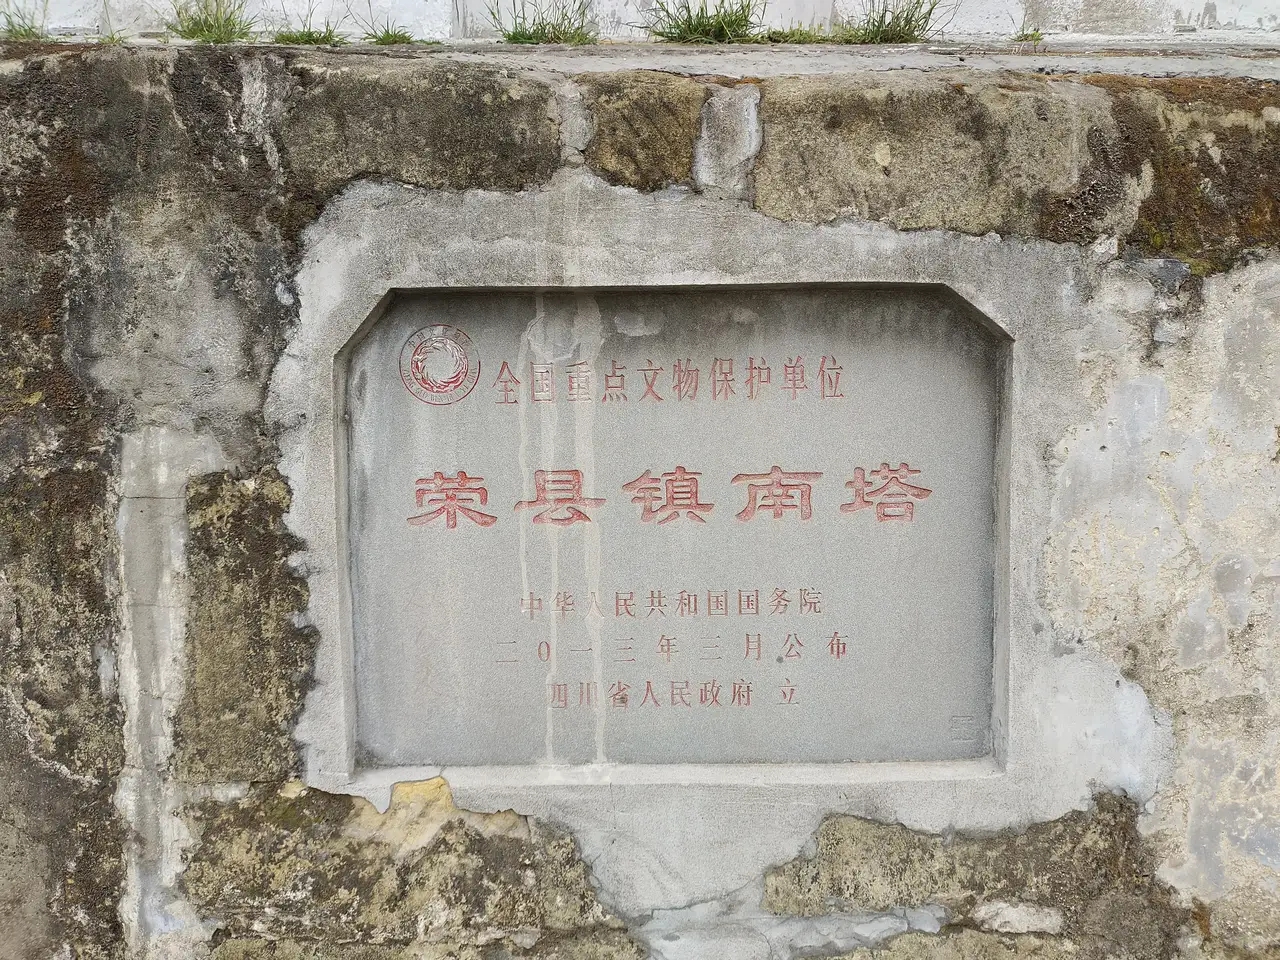 全国重点文物保护单位
荣县镇南塔
中华人民共和国国务院
二0一三年三月公布
四川省人民政府 立